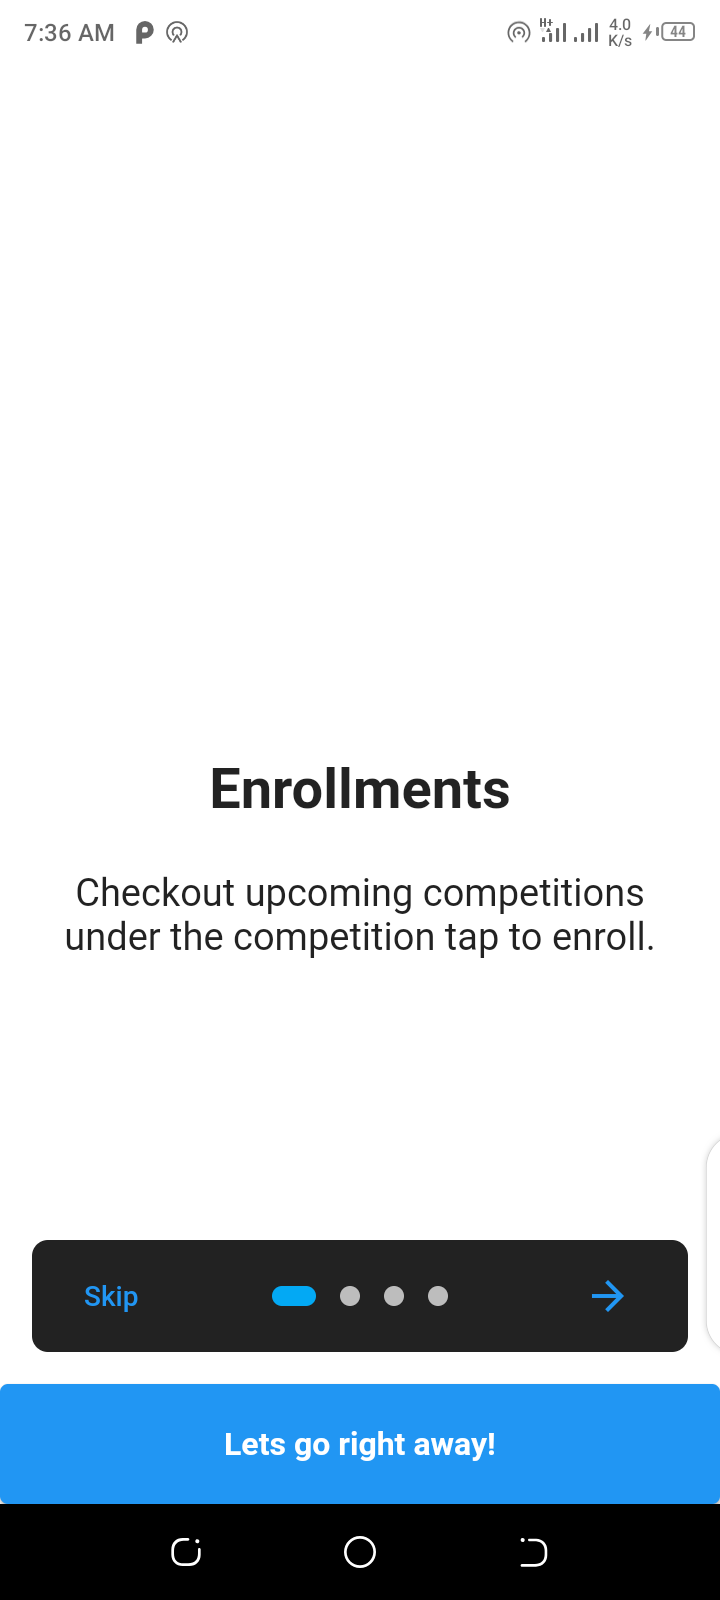 7:36 AM
H+
4.0
K/s
44
Enrollments
Checkout upcoming competitions
under the competition tap to enroll.
Skip
Lets go right away!